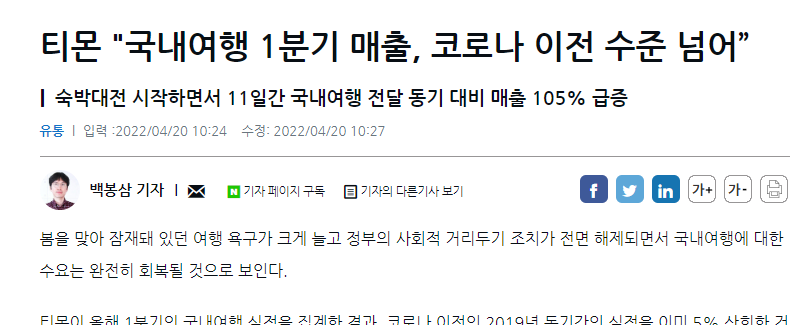 티몬 "국내여행 1분기 매출, 코로나 이전 수준 넘어”
숙박대전 시작하면서 11일간 국내여행 전달 동기 대비 매출 105% 급증
유통 | 입력 :2022/04/20 10:24 수정: 2022/04/20 10:27
백봉삼 기자 | N 기자 페이지 구독 기자의 다른기사 보기 f in 가+ 가-
봄을 맞아 잠재돼 있던 여행 욕구가 크게 늘고 정부의 사회적 거리두기 조치가 전면 해제되면서 국내여행에 대한
수요는 완전히 회복될 것으로 보인다.
티몬이 올해 1분기의 국내여행 실적을 집계한 결과, 코로나 이전인 2019년 동기간의 실적을 이미 5% 상회한 것